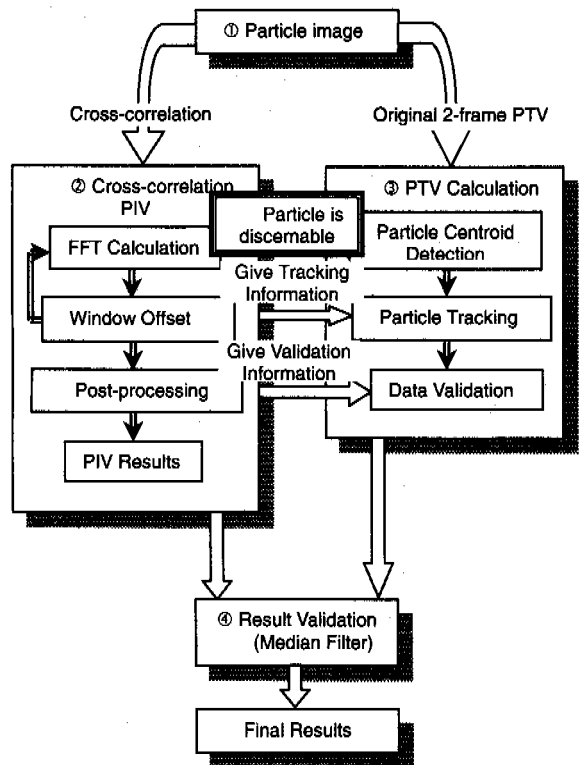 ① Particle image
Cross-correlation
Original 2-frame PTV
② Cross-correlation
PIV
FFT Calculation
Window Offset
Post-processing
PIV Results
Particle is
discernable
Give Tracking
Information
Give Validation
Information
③ PTV Calculation
Particle Centroid
Detection
Particle Tracking
Data Validation
④ Result Validation
(Median Filter)
Final Results